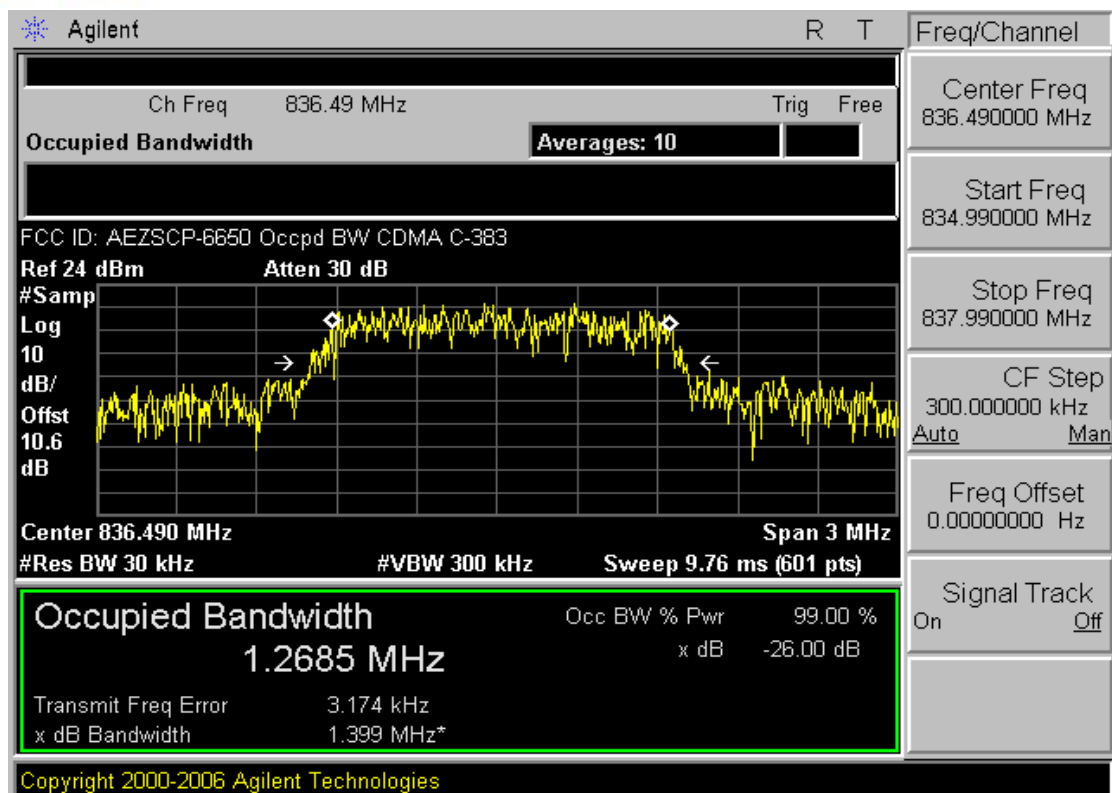 Agilent R T
Freq/Channel
Ch Freq 836.49 MHz Trig Free
Occupied Bandwidth Averages: 10
FCC ID: AEZSCP-6650 Occpd BW CDMA C-383
Ref 24 dBm Atten 30 dB
#Samp
Log
10
dB/
Offst
10.6
dB
Center 836.490 MHz Span 3 MHz
#Res BW 30 kHz #VBW 300 kHz Sweep 9.76 ms (601 pts)
Occupied Bandwidth
1.2685 MHz
Occ BW % Pwr 99.00 %
x dB -26.00 dB
Transmit Freq Error 3.174 kHz
x dB Bandwidth 1.399 MHz*
Copyright 2000-2006 Agilent Technologies
Center Freq
836.490000 MHz
Start Freq
834.990000 MHz
Stop Freq
837.990000 MHz
CF Step
300.000000 kHz
Auto Man
Freq Offset
0.00000000 Hz
Signal Track
On Off